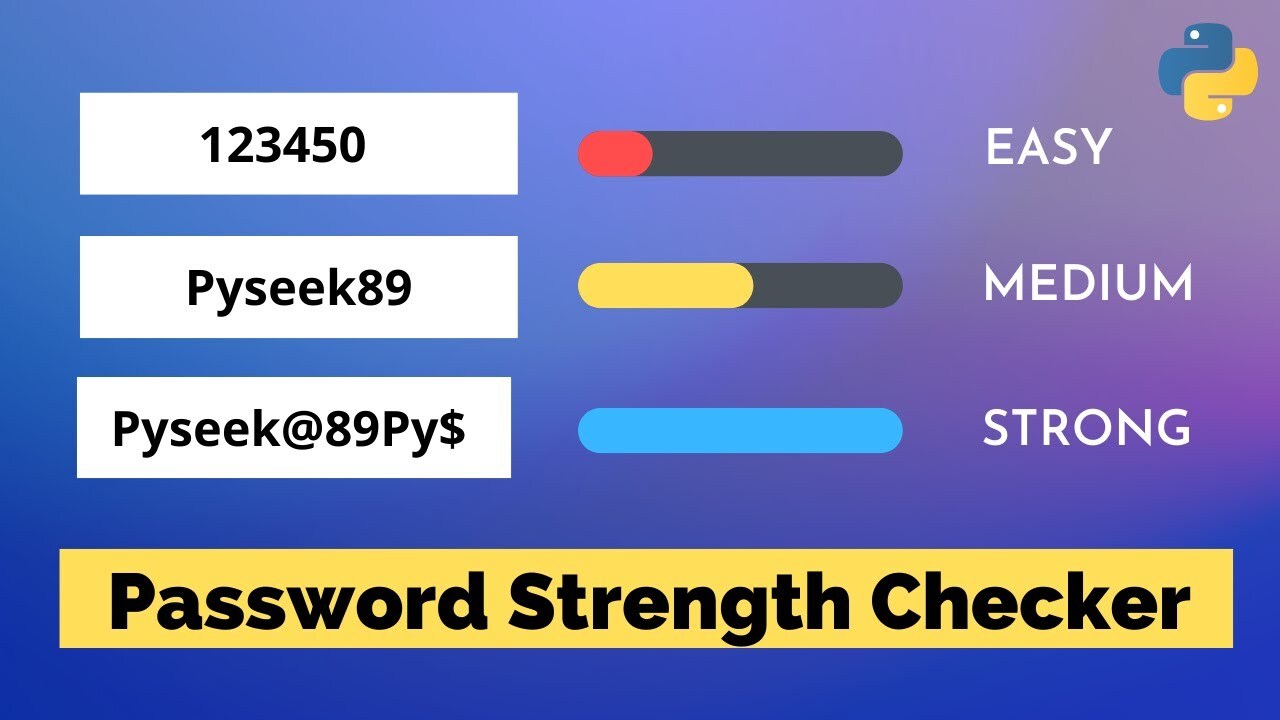 123450
EASY
Pyseek89
MEDIUM
Pyseek@89Py$
STRONG
Password Strength Checker